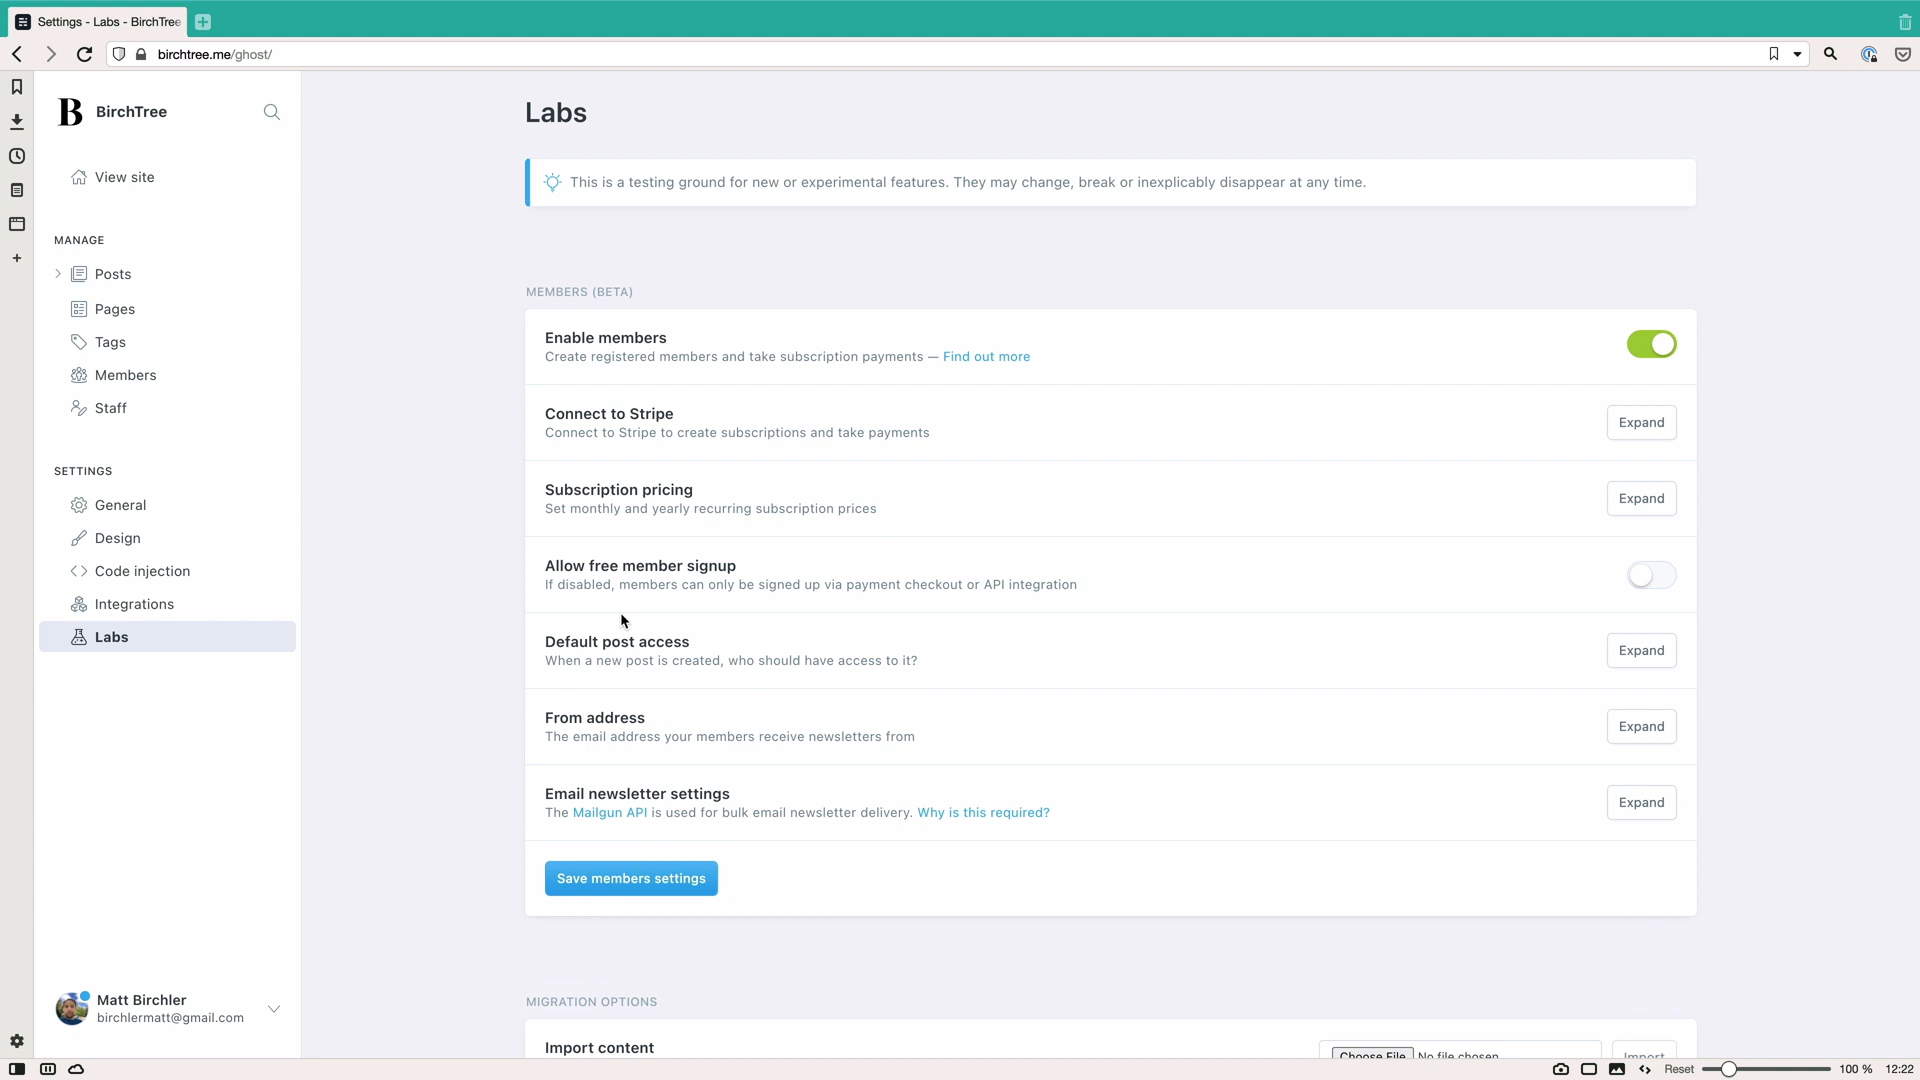 Settings - Labs - BirchTree
birchtree.me/ghost/
B BirchTree
View site
MANAGE
Posts
Pages
Tags
Members
Staff
SETTINGS
General
Design
Code injection
Integrations
Labs
Matt Birchler
birchlermatt@gmail.com
Labs
This is a testing ground for new or experimental features. They may change, break or inexplicably disappear at any time.
MEMBERS (BETA)
Enable members
Create registered members and take subscription payments — Find out more
Connect to Stripe
Connect to Stripe to create subscriptions and take payments
Expand
Subscription pricing
Set monthly and yearly recurring subscription prices
Expand
Allow free member signup
If disabled, members can only be signed up via payment checkout or API integration
Default post access
When a new post is created, who should have access to it?
Expand
From address
The email address your members receive newsletters from
Expand
Email newsletter settings
The Mailgun API is used for bulk email newsletter delivery. Why is this required?
Expand
Save members settings
MIGRATION OPTIONS
Import content
Choose File No file chosen
Import
Reset 100 % 12:22